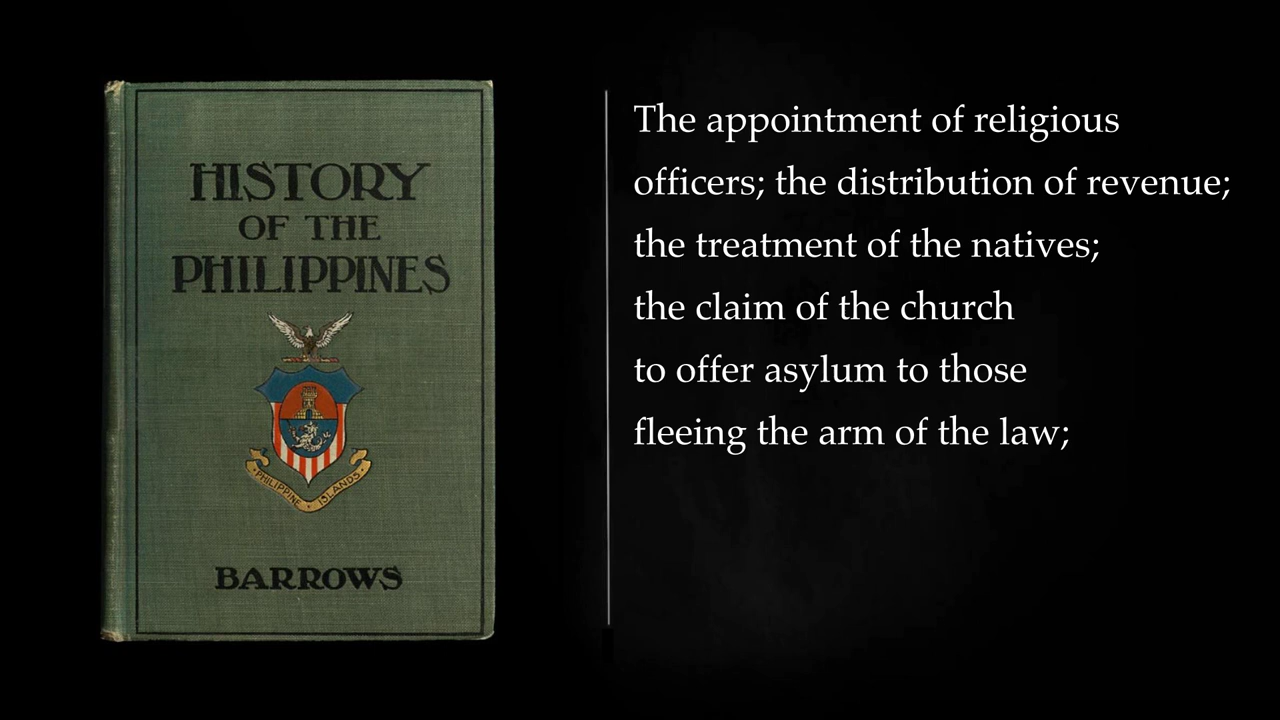 HISTORY
OF THE
PHILIPPINES
PHILIPPINE ISLANDS
BARROWS
The appointment of religious
officers; the distribution of revenue;
the treatment of the natives;
the claim of the church
to offer asylum to those
fleeing the arm of the law;